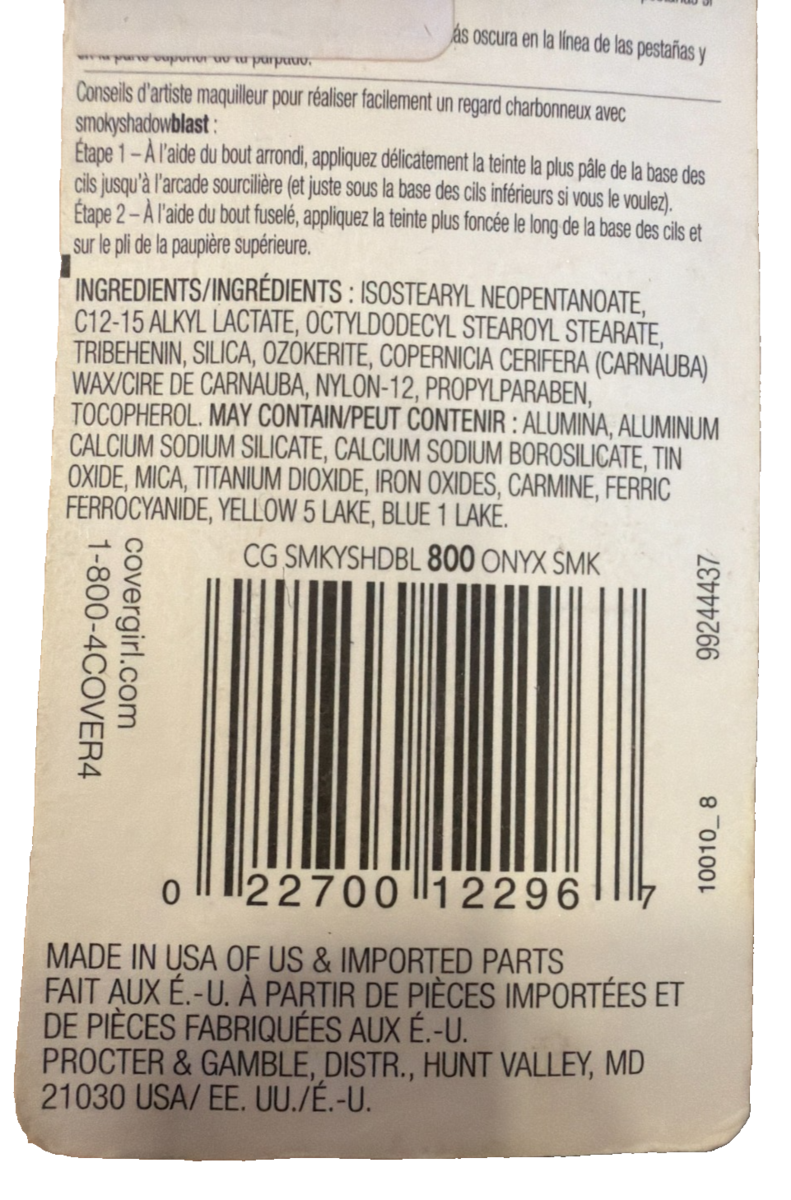 ás oscura en la línea de las pestañas y
en la parte superior de tu párpado.
Conseils d'artiste maquilleur pour réaliser facilement un regard charbonneux avec
smokyshadowblast :
Étape 1 – À l'aide du bout arrondi, appliquez délicatement la teinte la plus pâle de la base des
cils jusqu'à l'arcade sourcilière (et juste sous la base des cils inférieurs si vous le voulez).
Étape 2 – À l'aide du bout fuselé, appliquez la teinte plus foncée le long de la base des cils et
sur le pli de la paupière supérieure.
INGREDIENTS/INGRÉDIENTS : ISOSTEARYL NEOPENTANOATE,
C12-15 ALKYL LACTATE, OCTYLDODECYL STEAROYL STEARATE,
TRIBEHENIN, SILICA, OZOKERITE, COPERNICIA CERIFERA (CARNAUBA)
WAX/CIRE DE CARNAUBA, NYLON-12, PROPYLPARABEN,
TOCOPHEROL. MAY CONTAIN/PEUT CONTENIR : ALUMINA, ALUMINUM
CALCIUM SODIUM SILICATE, CALCIUM SODIUM BOROSILICATE, TIN
OXIDE, MICA, TITANIUM DIOXIDE, IRON OXIDES, CARMINE, FERRIC
FERROCYANIDE, YELLOW 5 LAKE, BLUE 1 LAKE.
CG SMKYSHDBL 800 ONYX SMK
covergirl.com
1-800-4COVER4
99244437
10010_8
0 22700 12296 7
MADE IN USA OF US & IMPORTED PARTS
FAIT AUX É.-U. À PARTIR DE PIÈCES IMPORTÉES ET
DE PIÈCES FABRIQUÉES AUX É.-U.
PROCTER & GAMBLE, DISTR., HUNT VALLEY, MD
21030 USA/ EE. UU./É.-U.